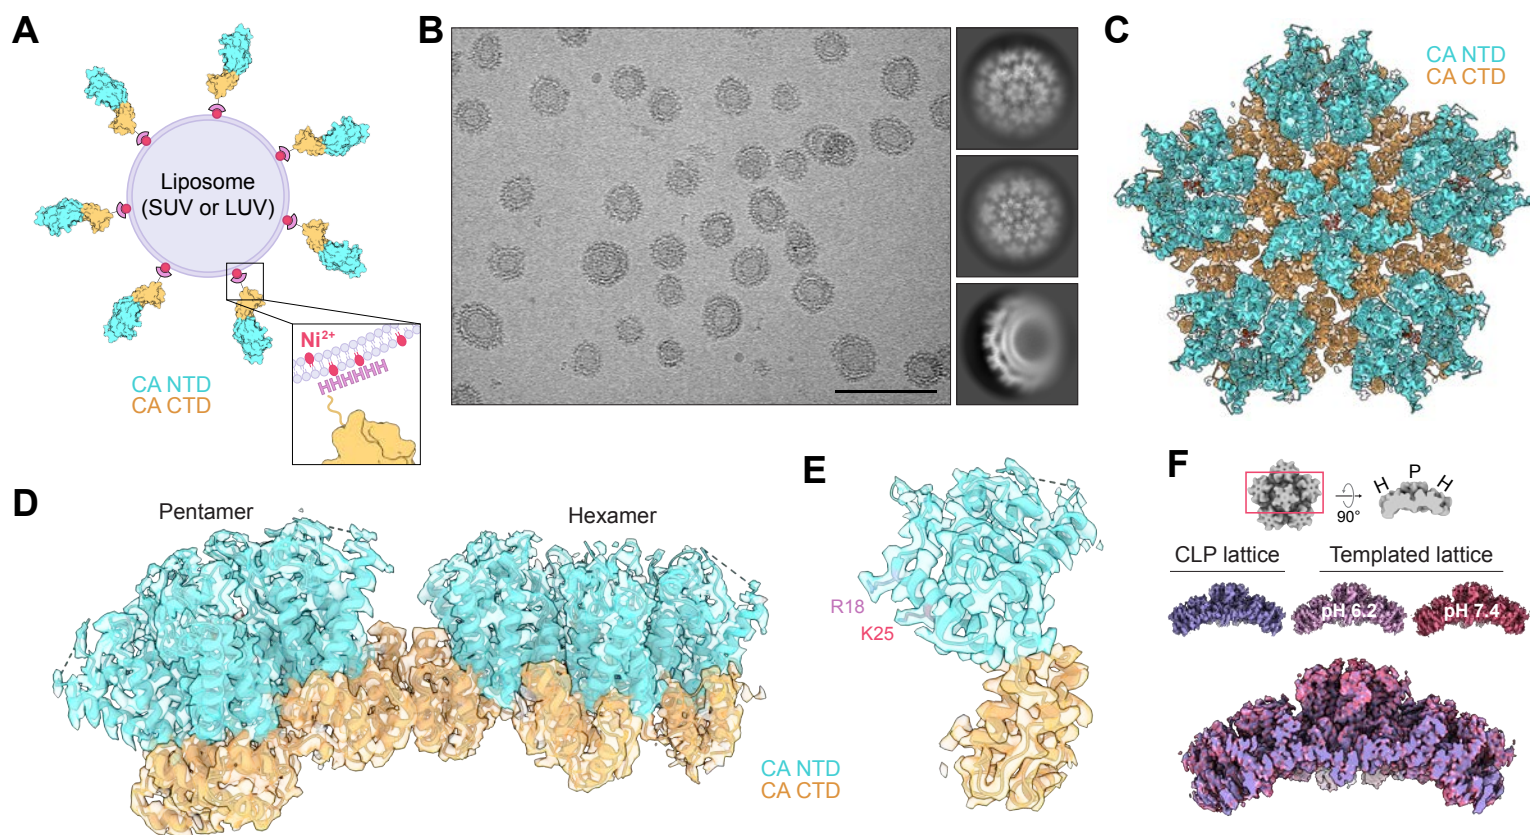 A
Liposome
(SUV or LUV)
Ni²⁺
HHHHHHH
CA NTD
CA CTD
B
C
CA NTD
CA CTD
D
Pentamer
Hexamer
CA NTD
CA CTD
E
R18
K25
F
H P H
90°
CLP lattice
Templated lattice
pH 6.2
pH 7.4